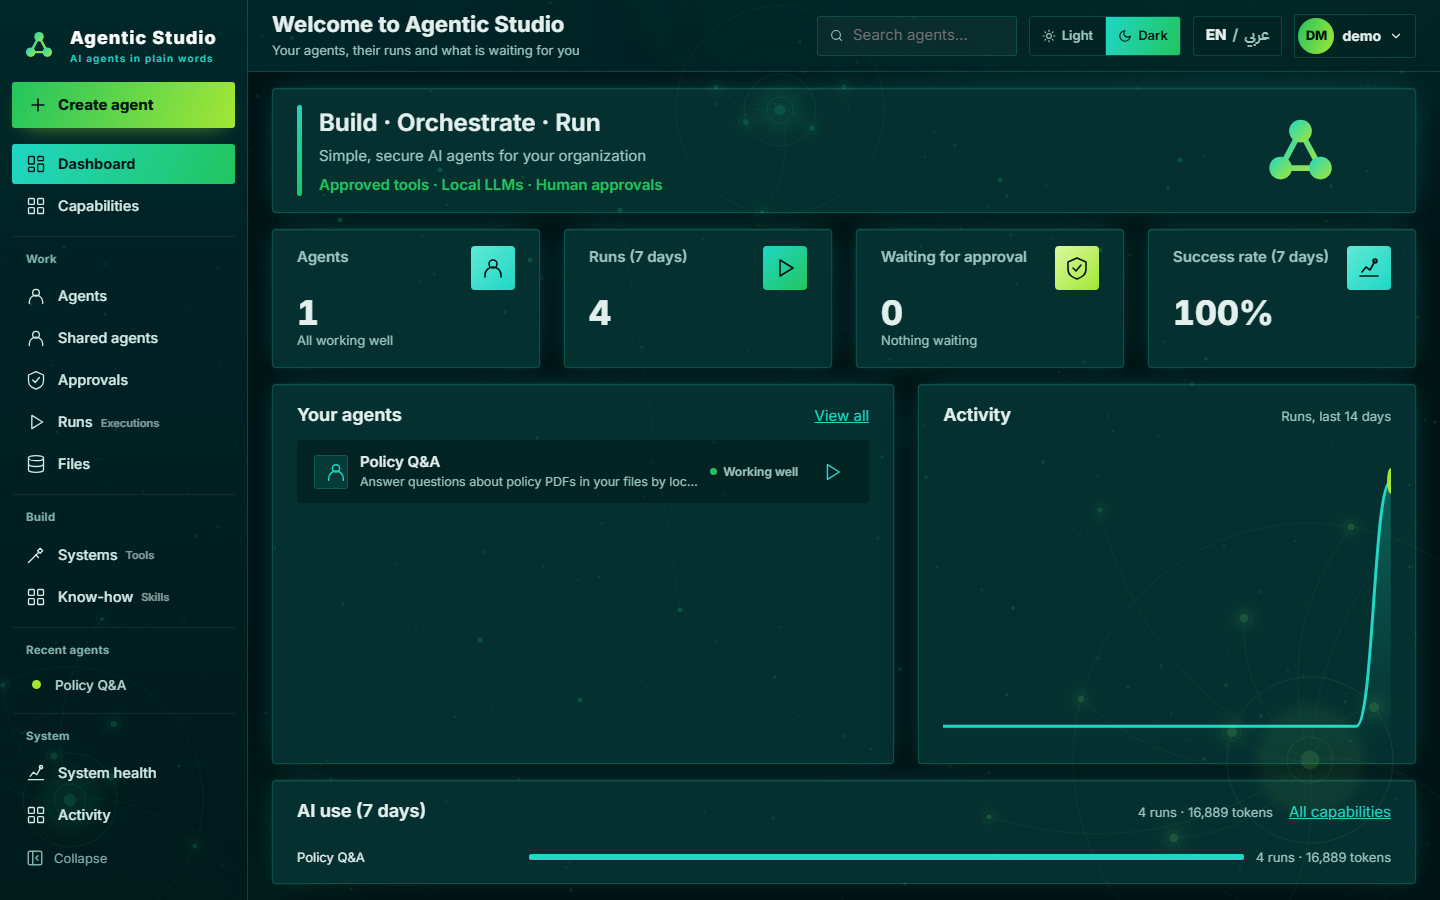 Agentic Studio
AI agents in plain words
Create agent
Dashboard
Capabilities
Work
Agents
Shared agents
Approvals
Runs Executions
Files
Build
Systems Tools
Know-how Skills
Recent agents
Policy Q&A
System
System health
Activity
Collapse
Welcome to Agentic Studio
Your agents, their runs and what is waiting for you
Search agents...
Light
Dark
EN / عربي
DM
demo
Build · Orchestrate · Run
Simple, secure AI agents for your organization
Approved tools · Local LLMs · Human approvals
Agents
1
All working well
Runs (7 days)
4
Waiting for approval
0
Nothing waiting
Success rate (7 days)
100%
Your agents
View all
Policy Q&A
Answer questions about policy PDFs in your files by loc...
Working well
Activity
Runs, last 14 days
AI use (7 days)
4 runs · 16,889 tokens
All capabilities
Policy Q&A
4 runs · 16,889 tokens